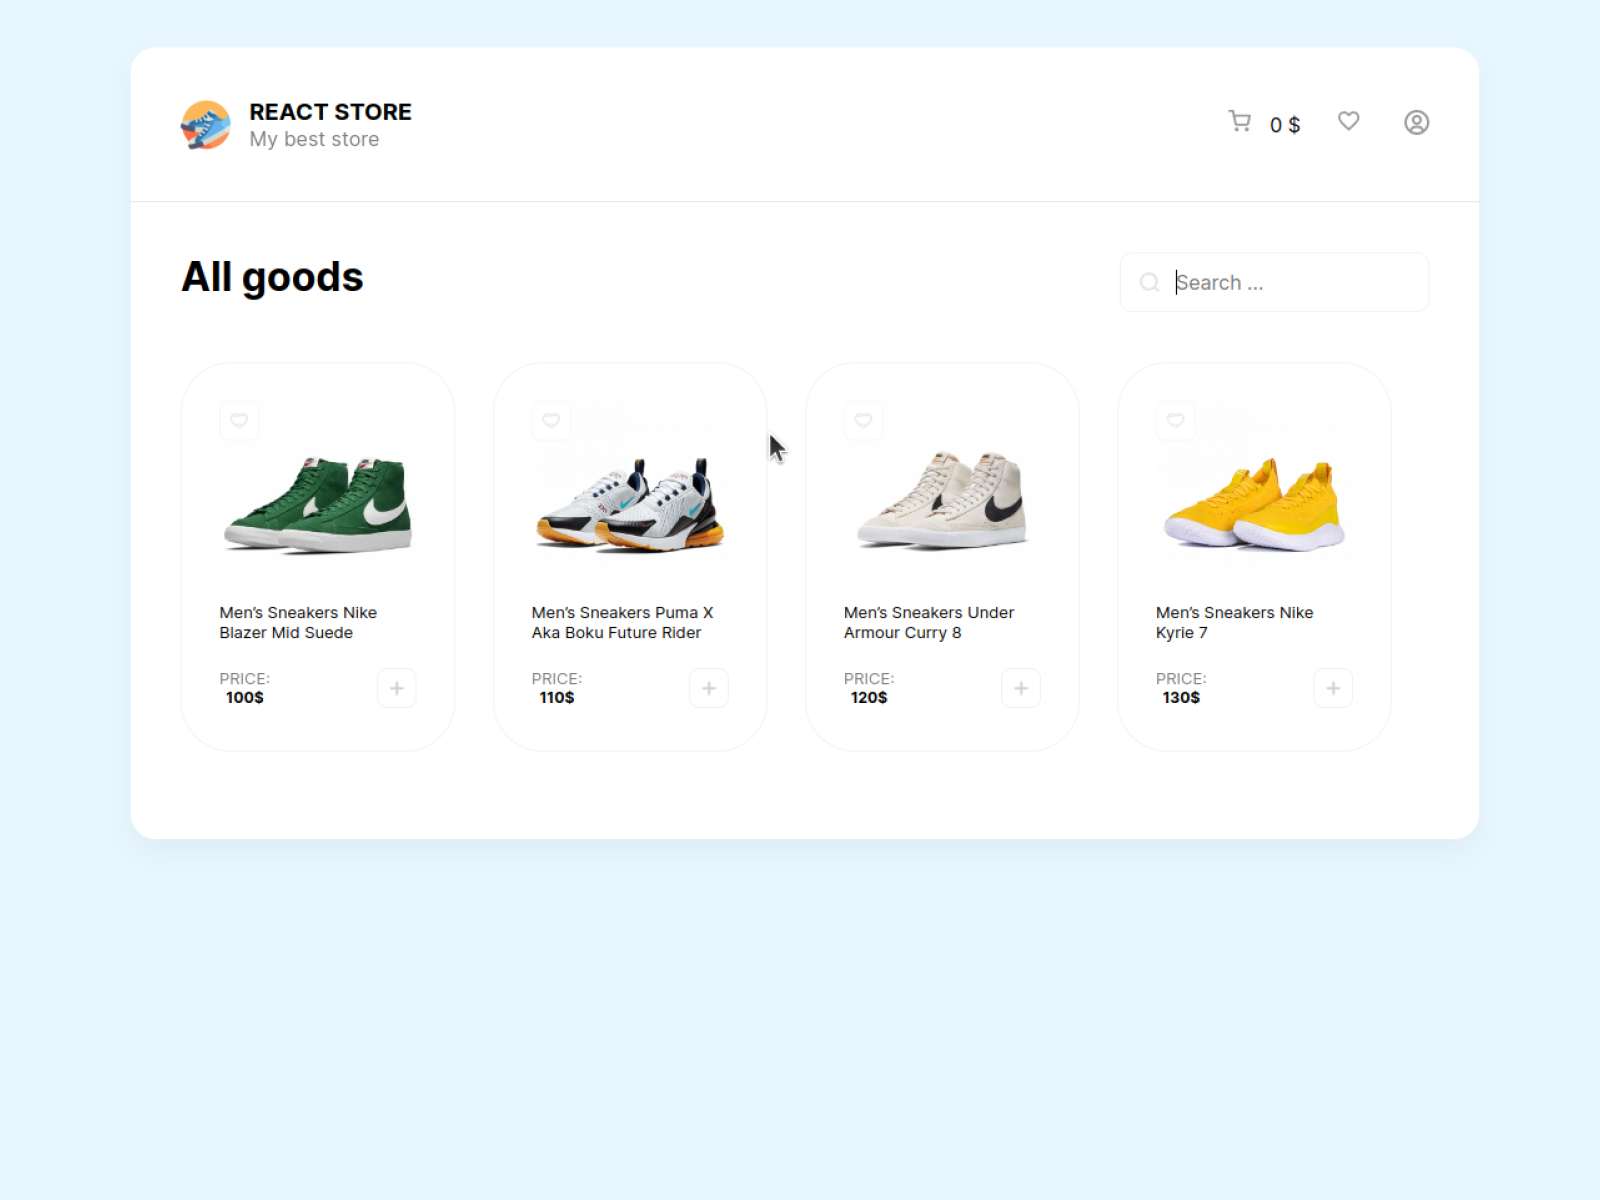 REACT STORE
My best store
0 $
All goods
Search ...
Men's Sneakers Nike
Blazer Mid Suede
PRICE:
100$
Men's Sneakers Puma X
Aka Boku Future Rider
PRICE:
110$
Men's Sneakers Under
Armour Curry 8
PRICE:
120$
Men's Sneakers Nike
Kyrie 7
PRICE:
130$